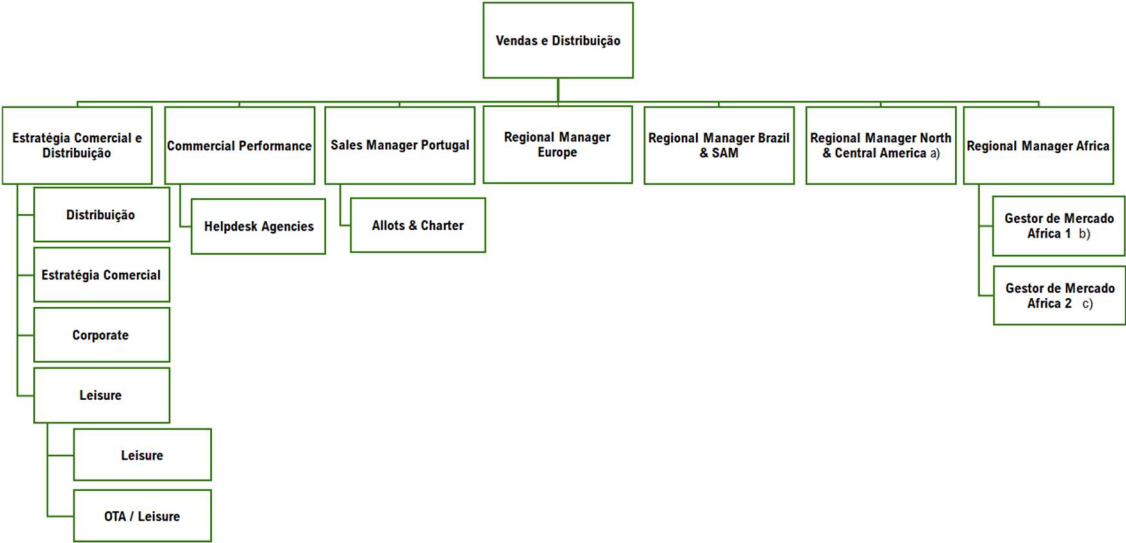 Vendas e Distribuição
Estratégia Comercial e
Distribuição
Commercial Performance
Sales Manager Portugal
Regional Manager
Europe
Regional Manager Brazil
& SAM
Regional Manager North
& Central America a)
Regional Manager Africa
Distribuição
Helpdesk Agencies
Allots & Charter
Gestor de Mercado
Africa 1 b)
Estratégia Comercial
Gestor de Mercado
Africa 2 c)
Corporate
Leisure
Leisure
OTA / Leisure